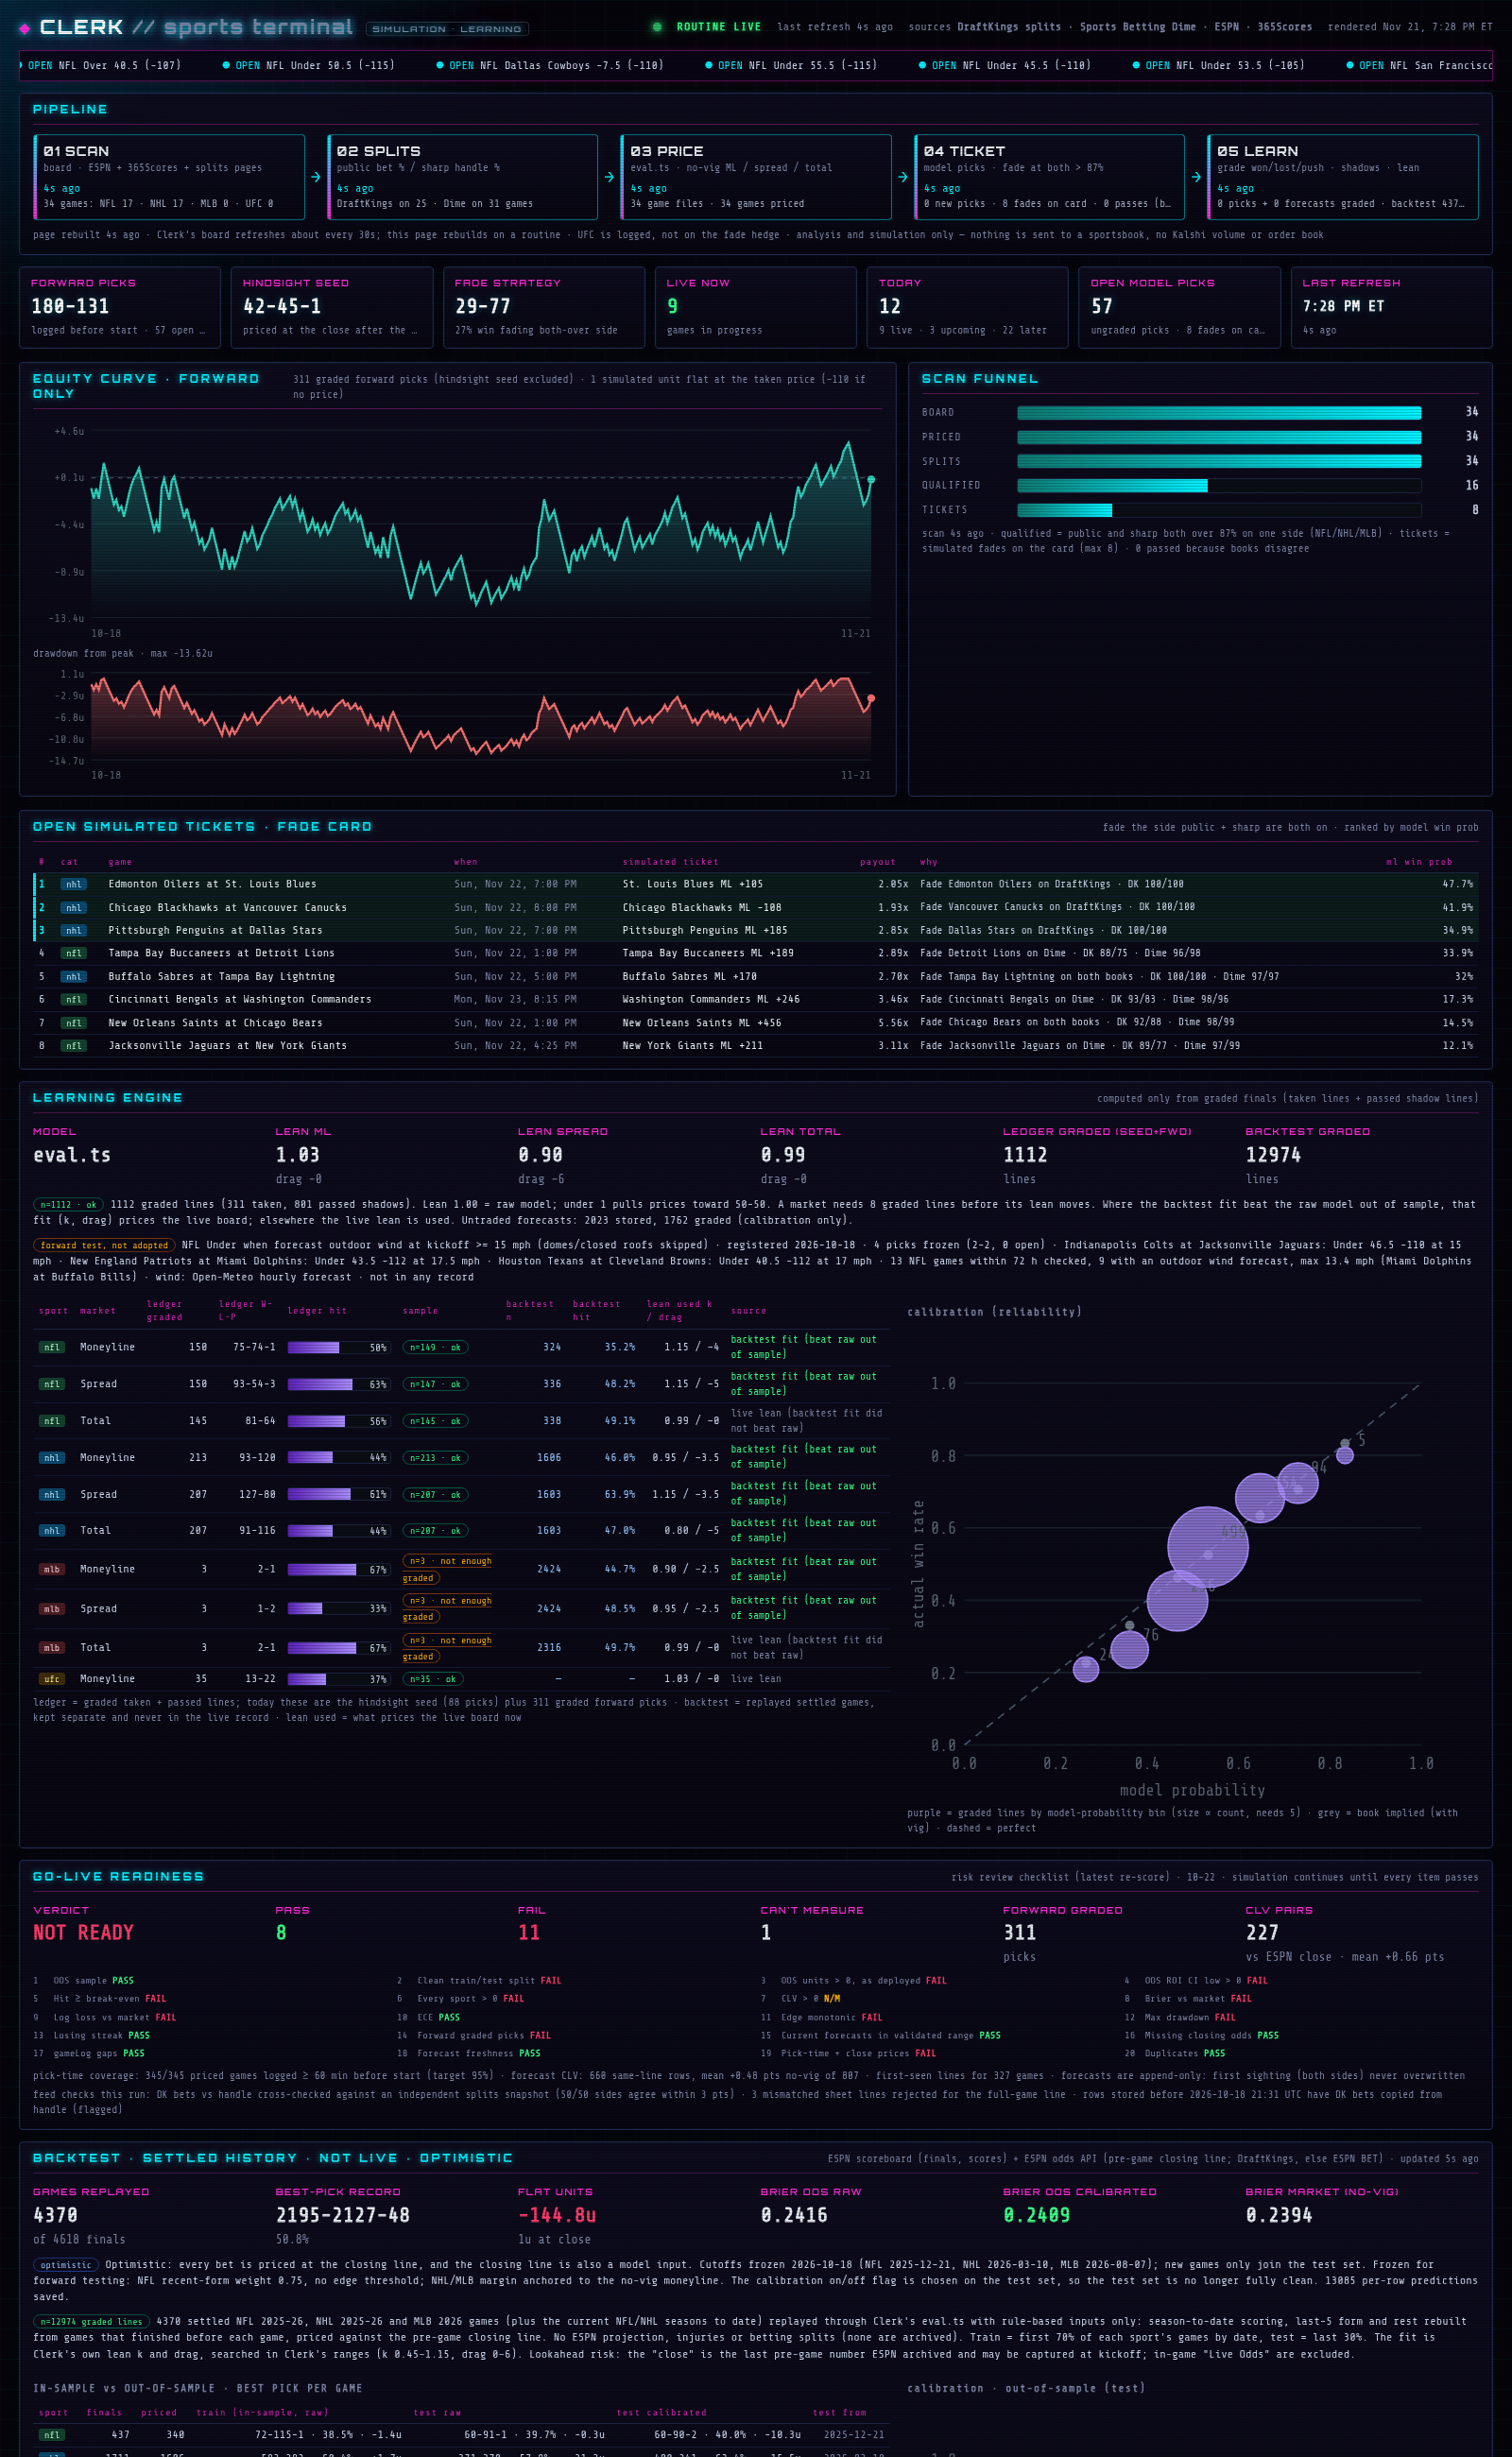 ◆ CLERK // sports terminal SIMULATION · LEARNING
ROUTINE LIVE last refresh 4s ago sources DraftKings splits · Sports Betting Dime · ESPN · 365Scores rendered Nov 21, 7:28 PM ET
OPEN NFL Over 40.5 (-107) OPEN NFL Under 50.5 (-115) OPEN NFL Dallas Cowboys -7.5 (-110) OPEN NFL Under 55.5 (-115) OPEN NFL Under 45.5 (-110) OPEN NFL Under 53.5 (-105) OPEN NFL San Francisco
PIPELINE
01 SCAN
board · ESPN + 365Scores + splits pages
4s ago
34 games: NFL 17 · NHL 17 · MLB 0 · UFC 0
→
02 SPLITS
public bet % / sharp handle %
4s ago
DraftKings on 25 · Dime on 31 games
→
03 PRICE
eval.ts · no-vig ML / spread / total
4s ago
34 game files · 34 games priced
→
04 TICKET
model picks · fade at both > 87%
4s ago
0 new picks · 8 fades on card · 0 passes (b…
→
05 LEARN
grade won/lost/push · shadows · lean
4s ago
0 picks + 0 forecasts graded · backtest 437…
page rebuilt 4s ago · Clerk's board refreshes about every 30s; this page rebuilds on a routine · UFC is logged, not on the fade hedge · analysis and simulation only — nothing is sent to a sportsbook, no Kalshi volume or order book
FORWARD PICKS
180-131
logged before start · 57 open …
HINDSIGHT SEED
42-45-1
priced at the close after the …
FADE STRATEGY
29-77
27% win fading both-over side
LIVE NOW
9
games in progress
TODAY
12
9 live · 3 upcoming · 22 later
OPEN MODEL PICKS
57
ungraded picks · 8 fades on ca…
LAST REFRESH
7:28 PM ET
4s ago
EQUITY CURVE · FORWARD ONLY
311 graded forward picks (hindsight seed excluded) · 1 simulated unit flat at the taken price (-110 if no price)
+4.6u
+0.1u
-4.4u
-8.9u
-13.4u
10-18 11-21
drawdown from peak · max -13.62u
1.1u
-2.9u
-6.8u
-10.8u
-14.7u
10-18 11-21
SCAN FUNNEL
BOARD 34
PRICED 34
SPLITS 34
QUALIFIED 16
TICKETS 8
scan 4s ago · qualified = public and sharp both over 87% on one side (NFL/NHL/MLB) · tickets = simulated fades on the card (max 8) · 0 passed because books disagree
OPEN SIMULATED TICKETS · FADE CARD
fade the side public + sharp are both on · ranked by model win prob
# cat game when simulated ticket payout why ml win prob
1 nhl Edmonton Oilers at St. Louis Blues Sun, Nov 22, 7:00 PM St. Louis Blues ML +105 2.05x Fade Edmonton Oilers on DraftKings · DK 100/100 47.7%
2 nhl Chicago Blackhawks at Vancouver Canucks Sun, Nov 22, 8:00 PM Chicago Blackhawks ML -108 1.93x Fade Vancouver Canucks on DraftKings · DK 100/100 41.9%
3 nhl Pittsburgh Penguins at Dallas Stars Sun, Nov 22, 7:00 PM Pittsburgh Penguins ML +185 2.85x Fade Dallas Stars on DraftKings · DK 100/100 34.9%
4 nfl Tampa Bay Buccaneers at Detroit Lions Sun, Nov 22, 1:00 PM Tampa Bay Buccaneers ML +189 2.89x Fade Detroit Lions on Dime · DK 88/75 · Dime 96/98 33.9%
5 nhl Buffalo Sabres at Tampa Bay Lightning Sun, Nov 22, 5:00 PM Buffalo Sabres ML +170 2.70x Fade Tampa Bay Lightning on both books · DK 100/100 · Dime 97/97 32%
6 nfl Cincinnati Bengals at Washington Commanders Mon, Nov 23, 8:15 PM Washington Commanders ML +246 3.46x Fade Cincinnati Bengals on Dime · DK 93/83 · Dime 98/96 17.3%
7 nfl New Orleans Saints at Chicago Bears Sun, Nov 22, 1:00 PM New Orleans Saints ML +456 5.56x Fade Chicago Bears on both books · DK 92/88 · Dime 98/99 14.5%
8 nfl Jacksonville Jaguars at New York Giants Sun, Nov 22, 4:25 PM New York Giants ML +211 3.11x Fade Jacksonville Jaguars on Dime · DK 89/77 · Dime 97/99 12.1%
LEARNING ENGINE
computed only from graded finals (taken lines + passed shadow lines)
MODEL
eval.ts
LEAN ML
1.03
drag -0
LEAN SPREAD
0.90
drag -6
LEAN TOTAL
0.99
drag -0
LEDGER GRADED (SEED+FWD)
1112
lines
BACKTEST GRADED
12974
lines
n=1112 · ok 1112 graded lines (311 taken, 801 passed shadows). Lean 1.00 = raw model; under 1 pulls prices toward 50-50. A market needs 8 graded lines before its lean moves. Where the backtest fit beat the raw model out of sample, that
fit (k, drag) prices the live board; elsewhere the live lean is used. Untraded forecasts: 2023 stored, 1762 graded (calibration only).
forward test, not adopted NFL Under when forecast outdoor wind at kickoff >= 15 mph (domes/closed roofs skipped) · registered 2026-10-18 · 4 picks frozen (2-2, 0 open) · Indianapolis Colts at Jacksonville Jaguars: Under 46.5 -110 at 15
mph · New England Patriots at Miami Dolphins: Under 43.5 -112 at 17.5 mph · Houston Texans at Cleveland Browns: Under 40.5 -112 at 17 mph · 13 NFL games within 72 h checked, 9 with an outdoor wind forecast, max 13.4 mph (Miami Dolphins
at Buffalo Bills) · wind: Open-Meteo hourly forecast · not in any record
sport market ledger graded ledger W-L-P ledger hit sample backtest n backtest hit lean used k / drag source
nfl Moneyline 150 75-74-1 50% n=149 · ok 324 35.2% 1.15 / -4 backtest fit (beat raw out of sample)
nfl Spread 150 93-54-3 63% n=147 · ok 336 48.2% 1.15 / -5 backtest fit (beat raw out of sample)
nfl Total 145 81-64 56% n=145 · ok 338 49.1% 0.99 / -0 live lean (backtest fit did not beat raw)
nhl Moneyline 213 93-120 44% n=213 · ok 1606 46.0% 0.95 / -3.5 backtest fit (beat raw out of sample)
nhl Spread 207 127-80 61% n=207 · ok 1603 63.9% 1.15 / -3.5 backtest fit (beat raw out of sample)
nhl Total 207 91-116 44% n=207 · ok 1603 47.0% 0.80 / -5 backtest fit (beat raw out of sample)
mlb Moneyline 3 2-1 67% n=3 · not enough graded 2424 44.7% 0.90 / -2.5 backtest fit (beat raw out of sample)
mlb Spread 3 1-2 33% n=3 · not enough graded 2424 48.5% 0.95 / -2.5 backtest fit (beat raw out of sample)
mlb Total 3 2-1 67% n=3 · not enough graded 2316 49.7% 0.99 / -0 live lean (backtest fit did not beat raw)
ufc Moneyline 35 13-22 37% n=35 · ok — — 1.03 / -0 live lean
ledger = graded taken + passed lines; today these are the hindsight seed (88 picks) plus 311 graded forward picks · backtest = replayed settled games,
kept separate and never in the live record · lean used = what prices the live board now
calibration (reliability)
1.0
0.8
0.6
0.4
0.2
0.0
actual win rate
0.0 0.2 0.4 0.6 0.8 1.0
model probability
76
5
purple = graded lines by model-probability bin (size ∝ count, needs 5) · grey = book implied (with
vig) · dashed = perfect
GO-LIVE READINESS
risk review checklist (latest re-score) · 10-22 · simulation continues until every item passes
VERDICT
NOT READY
PASS
8
FAIL
11
CAN'T MEASURE
1
FORWARD GRADED
311
picks
CLV PAIRS
227
vs ESPN close · mean +0.66 pts
1 OOS sample PASS 2 Clean train/test split FAIL 3 OOS units > 0, as deployed FAIL 4 OOS ROI CI low > 0 FAIL
5 Hit ≥ break-even FAIL 6 Every sport > 0 FAIL 7 CLV > 0 N/M 8 Brier vs market FAIL
9 Log loss vs market FAIL 10 ECE PASS 11 Edge monotonic FAIL 12 Max drawdown FAIL
13 Losing streak PASS 14 Forward graded picks FAIL 15 Current forecasts in validated range PASS 16 Missing closing odds PASS
17 gameLog gaps PASS 18 Forecast freshness PASS 19 Pick-time + close prices FAIL 20 Duplicates PASS
pick-time coverage: 345/345 priced games logged ≥ 60 min before start (target 95%) · forecast CLV: 660 same-line rows, mean +0.48 pts no-vig of 807 · first-seen lines for 327 games · forecasts are append-only: first sighting (both sides) never overwritten
feed checks this run: DK bets vs handle cross-checked against an independent splits snapshot (50/50 sides agree within 3 pts) · 3 mismatched sheet lines rejected for the full-game line · rows stored before 2026-10-18 21:31 UTC have DK bets copied from
handle (flagged)
BACKTEST · SETTLED HISTORY · NOT LIVE · OPTIMISTIC
ESPN scoreboard (finals, scores) + ESPN odds API (pre-game closing line; DraftKings, else ESPN BET) · updated 5s ago
GAMES REPLAYED
4370
of 4618 finals
BEST-PICK RECORD
2195-2127-48
50.8%
FLAT UNITS
-144.8u
1u at close
BRIER OOS RAW
0.2416
BRIER OOS CALIBRATED
0.2409
BRIER MARKET (NO-VIG)
0.2394
optimistic Optimistic: every bet is priced at the closing line, and the closing line is also a model input. Cutoffs frozen 2026-10-18 (NFL 2025-12-21, NHL 2026-03-10, MLB 2026-08-07); new games only join the test set. Frozen for
forward testing: NFL recent-form weight 0.75, no edge threshold; NHL/MLB margin anchored to the no-vig moneyline. The calibration on/off flag is chosen on the test set, so the test set is no longer fully clean. 13085 per-row predictions
saved.
n=12974 graded lines 4370 settled NFL 2025-26, NHL 2025-26 and MLB 2026 games (plus the current NFL/NHL seasons to date) replayed through Clerk's eval.ts with rule-based inputs only: season-to-date scoring, last-5 form and rest rebuilt
from games that finished before each game, priced against the pre-game closing line. No ESPN projection, injuries or betting splits (none are archived). Train = first 70% of each sport's games by date, test = last 30%. The fit is
Clerk's own lean k and drag, searched in Clerk's ranges (k 0.45-1.15, drag 0-6). Lookahead risk: the "close" is the last pre-game number ESPN archived and may be captured at kickoff; in-game "Live Odds" are excluded.
IN-SAMPLE vs OUT-OF-SAMPLE · BEST PICK PER GAME
calibration · out-of-sample (test)
sport finals priced train (in-sample, raw) test raw test calibrated test from
nfl 437 340 72-115-1 · 38.5% · -1.4u 60-91-1 · 39.7% · -0.3u 60-90-2 · 40.0% · -10.3u 2025-12-21